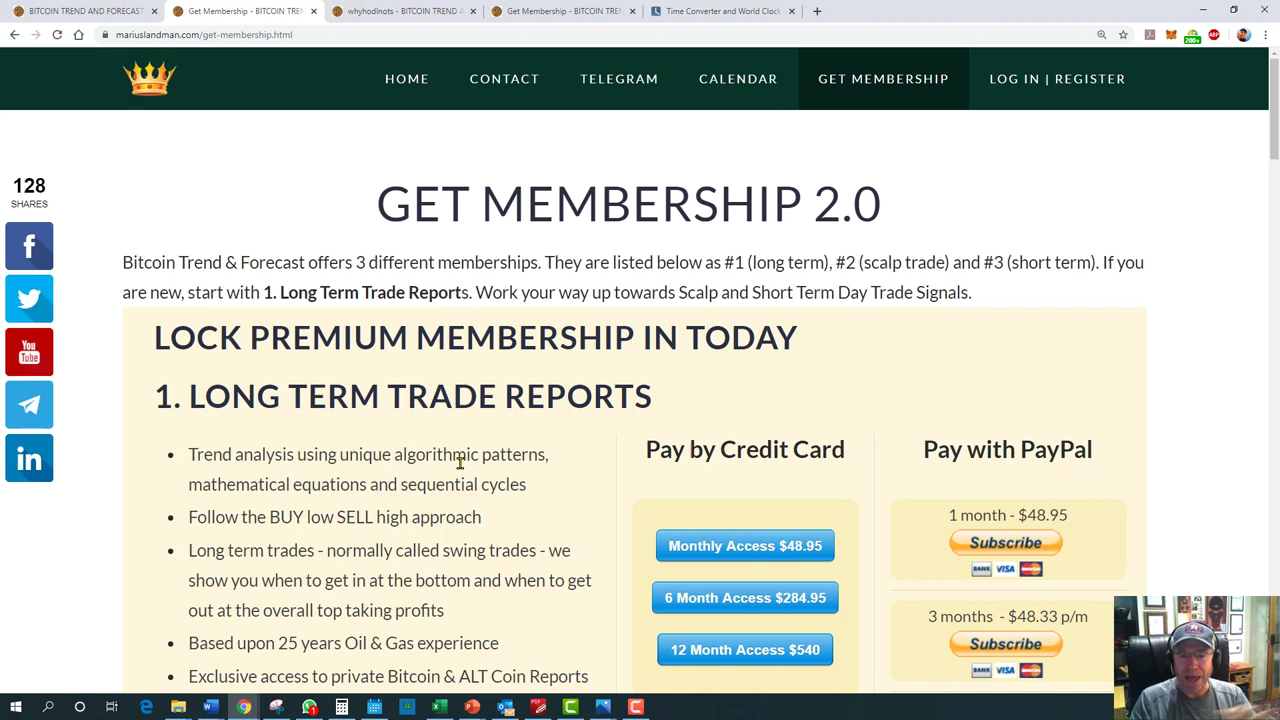 BITCOIN TREND AND FORECAST
Get Membership - BITCOIN TREN
whyhodlnots - BITCOIN TREND A
Get Membership - BITCOIN TREN
Time Converter and World Clock
mariuslandman.com/get-membership.html
200+
ABP
HOME
CONTACT
TELEGRAM
CALENDAR
GET MEMBERSHIP
LOG IN | REGISTER
128
SHARES
You
Tube
in
GET MEMBERSHIP 2.0
Bitcoin Trend & Forecast offers 3 different memberships. They are listed below as #1 (long term), #2 (scalp trade) and #3 (short term). If you
are new, start with 1. Long Term Trade Reports. Work your way up towards Scalp and Short Term Day Trade Signals.
LOCK PREMIUM MEMBERSHIP IN TODAY
1. LONG TERM TRADE REPORTS
• Trend analysis using unique algorithmic patterns,
mathematical equations and sequential cycles
• Follow the BUY low SELL high approach
• Long term trades - normally called swing trades - we
show you when to get in at the bottom and when to get
out at the overall top taking profits
• Based upon 25 years Oil & Gas experience
• Exclusive access to private Bitcoin & ALT Coin Reports
Pay by Credit Card
Monthly Access $48.95
6 Month Access $284.95
12 Month Access $540
Pay with PayPal
1 month - $48.95
Subscribe
BANK VISA
3 months - $48.33 p/m
Subscribe
BANK VISA